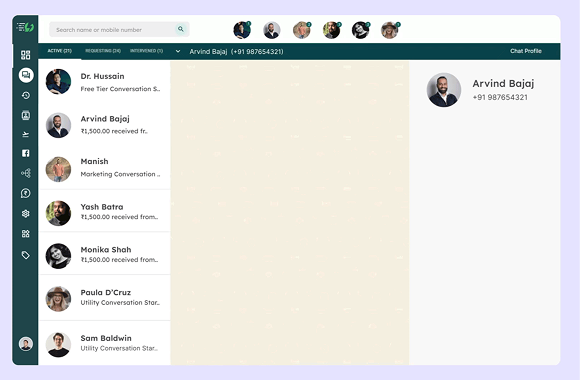 Search name or mobile number
ACTIVE (21) REQUESTING (24) INTERVENED (1) Arvind Bajaj (+91 987654321) Chat Profile
Dr. Hussain
Free Tier Conversation S..
Arvind Bajaj
₹1,500.00 received fr..
Manish
Marketing Conversation ..
Yash Batra
₹1,500.00 received from..
Monika Shah
₹1,500.00 received from..
Paula D'Cruz
Utility Conversation Star..
Sam Baldwin
Utility Conversation Star..
Arvind Bajaj
+91 987654321